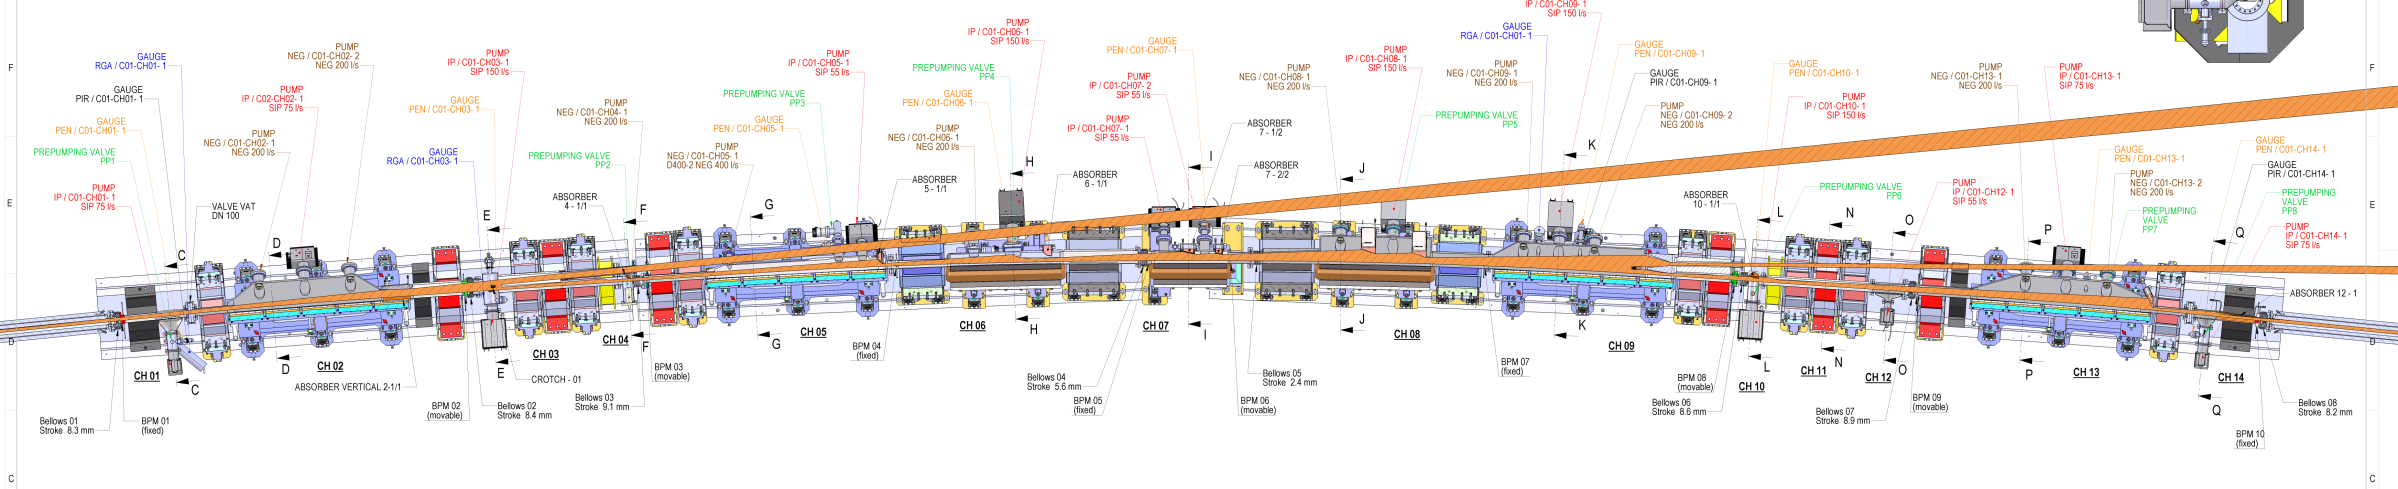 F
GAUGE
RGA / C01-CH01- 1
GAUGE
PIR / C01-CH01- 1
GAUGE
PEN / C01-CH01- 1
PREPUMPING VALVE
PP1
PUMP
IP / C01-CH01- 1
SIP 75 l/s
VALVE VAT
DN 100
PUMP
NEG / C01-CH02- 2
NEG 200 l/s
PUMP
IP / C02-CH02- 1
SIP 75 l/s
PUMP
NEG / C01-CH02- 1
NEG 200 l/s
PUMP
IP / C01-CH03- 1
SIP 150 l/s
GAUGE
PEN / C01-CH03- 1
GAUGE
RGA / C01-CH03- 1
PUMP
NEG / C01-CH04- 1
NEG 200 l/s
PREPUMPING VALVE
PP2
ABSORBER
4 - 1/1
PUMP
IP / C01-CH05- 1
SIP 55 l/s
PREPUMPING VALVE
PP3
GAUGE
PEN / C01-CH05- 1
PUMP
NEG / C01-CH05- 1
D400-2 NEG 400 l/s
ABSORBER
5 - 1/1
PUMP
IP / C01-CH06- 1
SIP 150 l/s
PREPUMPING VALVE
PP4
GAUGE
PEN / C01-CH06- 1
PUMP
NEG / C01-CH06- 1
NEG 200 l/s
ABSORBER
6 - 1/1
GAUGE
PEN / C01-CH07- 1
PUMP
IP / C01-CH07- 2
SIP 55 l/s
PUMP
IP / C01-CH07- 1
SIP 55 l/s
ABSORBER
7 - 1/2
ABSORBER
7 - 2/2
PUMP
NEG / C01-CH08- 1
NEG 200 l/s
PUMP
IP / C01-CH08- 1
SIP 150 l/s
PREPUMPING VALVE
PP5
IP / C01-CH09- 1
SIP 150 l/s
GAUGE
RGA / C01-CH01- 1
PUMP
NEG / C01-CH09- 1
NEG 200 l/s
GAUGE
PEN / C01-CH09- 1
GAUGE
PIR / C01-CH09- 1
PUMP
NEG / C01-CH09- 2
NEG 200 l/s
ABSORBER
10 - 1/1
GAUGE
PEN / C01-CH10- 1
PUMP
IP / C01-CH10- 1
SIP 150 l/s
PREPUMPING VALVE
PP6
PUMP
IP / C01-CH12- 1
SIP 55 l/s
PUMP
NEG / C01-CH13- 1
NEG 200 l/s
PUMP
IP / C01-CH13- 1
SIP 75 l/s
GAUGE
PEN / C01-CH13- 1
PUMP
NEG / C01-CH13- 2
NEG 200 l/s
PREPUMPING
VALVE
PP7
GAUGE
PEN / C01-CH14- 1
GAUGE
PIR / C01-CH14- 1
PREPUMPING
VALVE
PP8
PUMP
IP / C01-CH14- 1
SIP 75 l/s
ABSORBER 12 - 1
F
E
E
C
D
E
F
G
H
I
J
K
L
N
O
P
Q
D
D
C
D
E
F
G
H
I
J
K
L
N
O
P
Q
CH 01
CH 02
CH 03
CH 04
CH 05
CH 06
CH 07
CH 08
CH 09
CH 10
CH 11
CH 12
CH 13
CH 14
Bellows 01
Stroke 8.3 mm
BPM 01
(fixed)
ABSORBER VERTICAL 2-1/1
BPM 02
(movable)
Bellows 02
Stroke 8.4 mm
CROTCH - 01
Bellows 03
Stroke 9.1 mm
BPM 03
(movable)
BPM 04
(fixed)
Bellows 04
Stroke 5.6 mm
BPM 05
(fixed)
BPM 06
(movable)
Bellows 05
Stroke 2.4 mm
BPM 07
(fixed)
BPM 08
(movable)
Bellows 06
Stroke 8.6 mm
Bellows 07
Stroke 8.9 mm
BPM 09
(movable)
BPM 10
(fixed)
Bellows 08
Stroke 8.2 mm
C
C